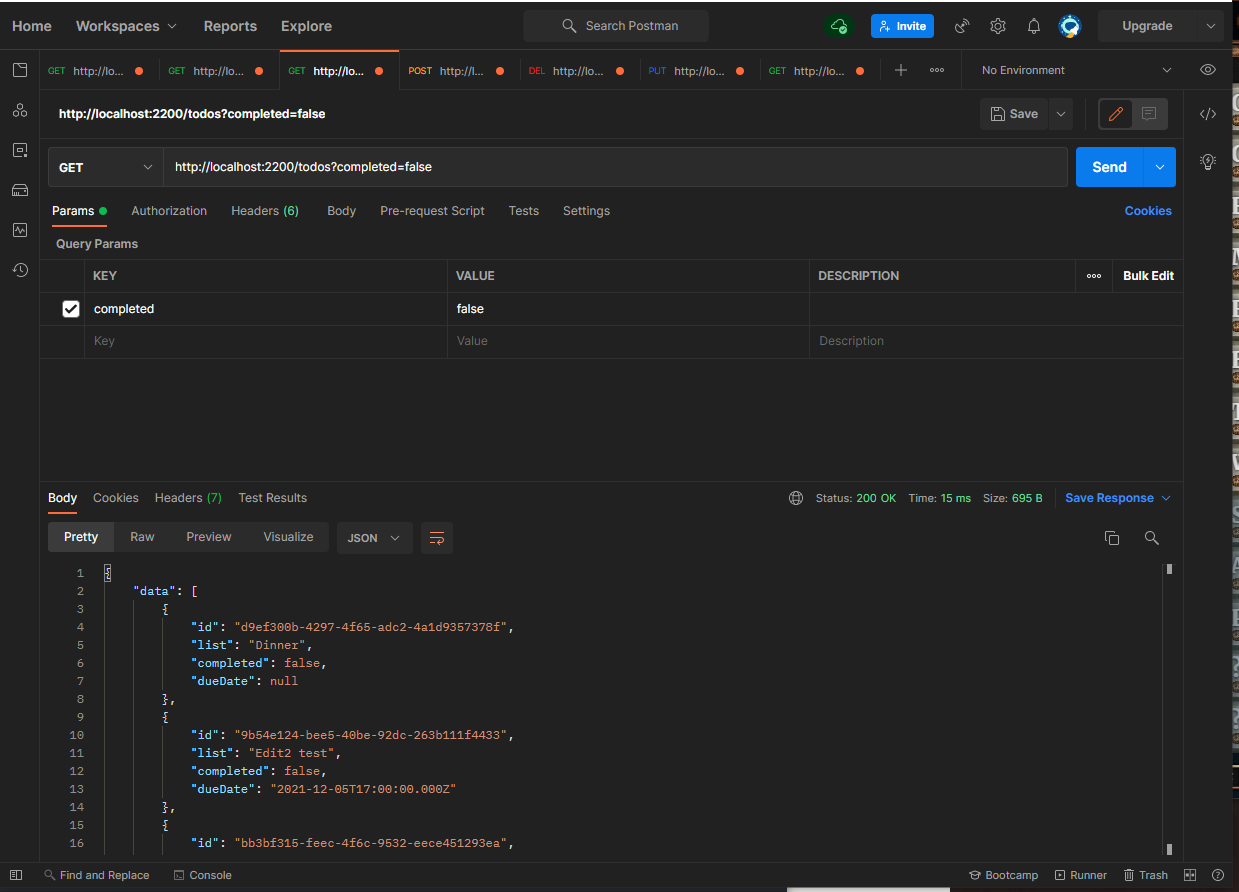 Home Workspaces Reports Explore Search Postman Invite Upgrade
GET http://lo... GET http://lo... GET http://lo... POST http://l... DEL http://lo... PUT http://lo... GET http://lo... No Environment
http://localhost:2200/todos?completed=false Save
GET http://localhost:2200/todos?completed=false Send
Params Authorization Headers (6) Body Pre-request Script Tests Settings Cookies
Query Params
KEY VALUE DESCRIPTION Bulk Edit
completed false
Key Value Description
Body Cookies Headers (7) Test Results Status: 200 OK Time: 15 ms Size: 695 B Save Response
Pretty Raw Preview Visualize JSON
1 {
2 "data": [
3 {
4 "id": "d9ef300b-4297-4f65-adc2-4a1d9357378f",
5 "list": "Dinner",
6 "completed": false,
7 "dueDate": null
8 },
9 {
10 "id": "9b54e124-bee5-40be-92dc-263b111f4433",
11 "list": "Edit2 test",
12 "completed": false,
13 "dueDate": "2021-12-05T17:00:00.000Z"
14 },
15 {
16 "id": "bb3bf315-feec-4f6c-9532-eece451293ea",
Find and Replace Console Bootcamp Runner Trash